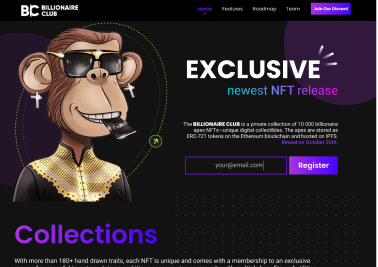 BC BILLIONAIRE
CLUB
Home Features Roadmap Team Join Our Discord
EXCLUSIVE
newest NFT release
The BILLIONAIRE CLUB is a private collection of 10 000 billionaire
apes NFTs—unique digital collectibles. The apes are stored as
ERC-721 tokens on the Ethereum blockchain and hosted on IPFS.
Reveal on October 20th.
your@email.com
Register
Collections
With more than 180+ hand drawn traits, each NFT is unique and comes with a membership to an exclusive